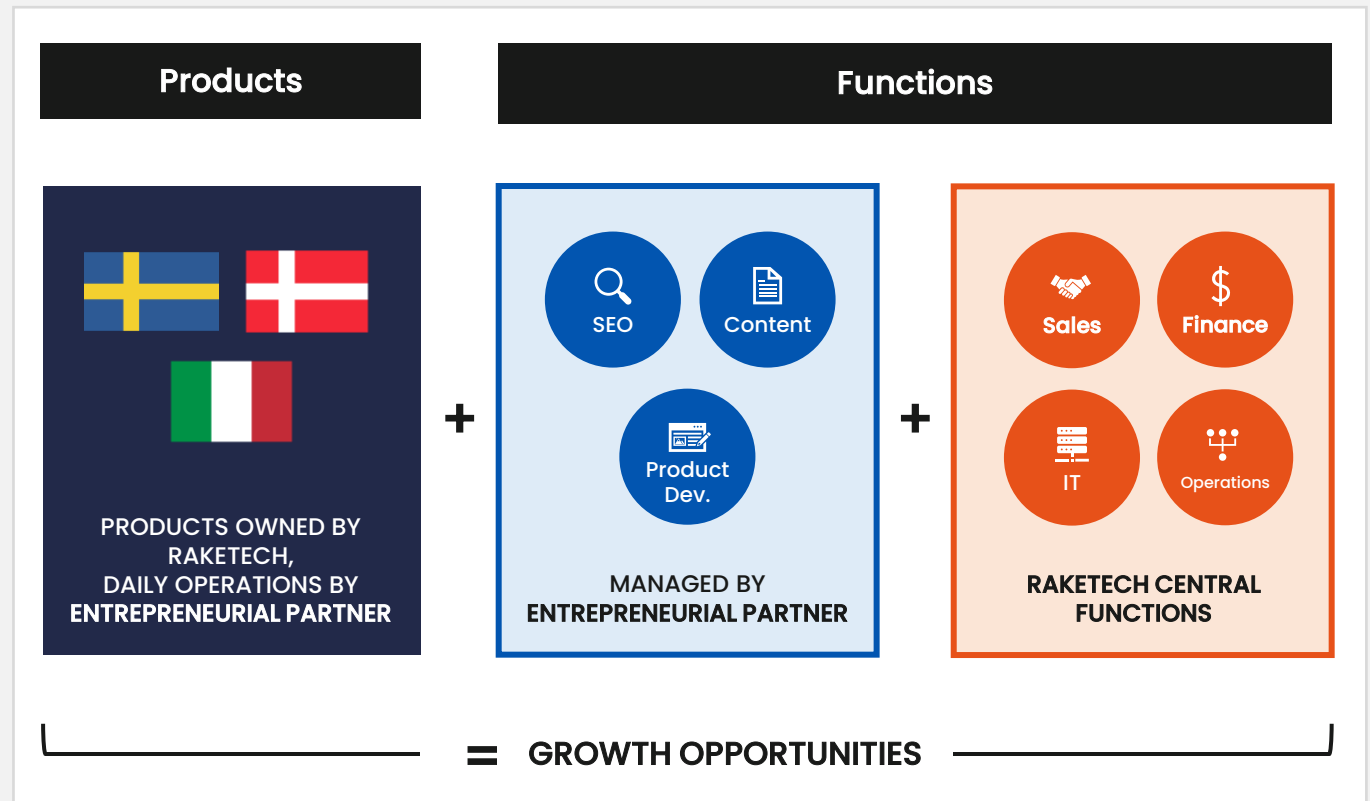 Products
Functions
PRODUCTS OWNED BY
RAKETECH,
DAILY OPERATIONS BY
ENTREPRENEURIAL PARTNER
+
SEO
Content
Product
Dev.
MANAGED BY
ENTREPRENEURIAL PARTNER
+
Sales
$
Finance
IT
Operations
RAKETECH CENTRAL
FUNCTIONS
= GROWTH OPPORTUNITIES